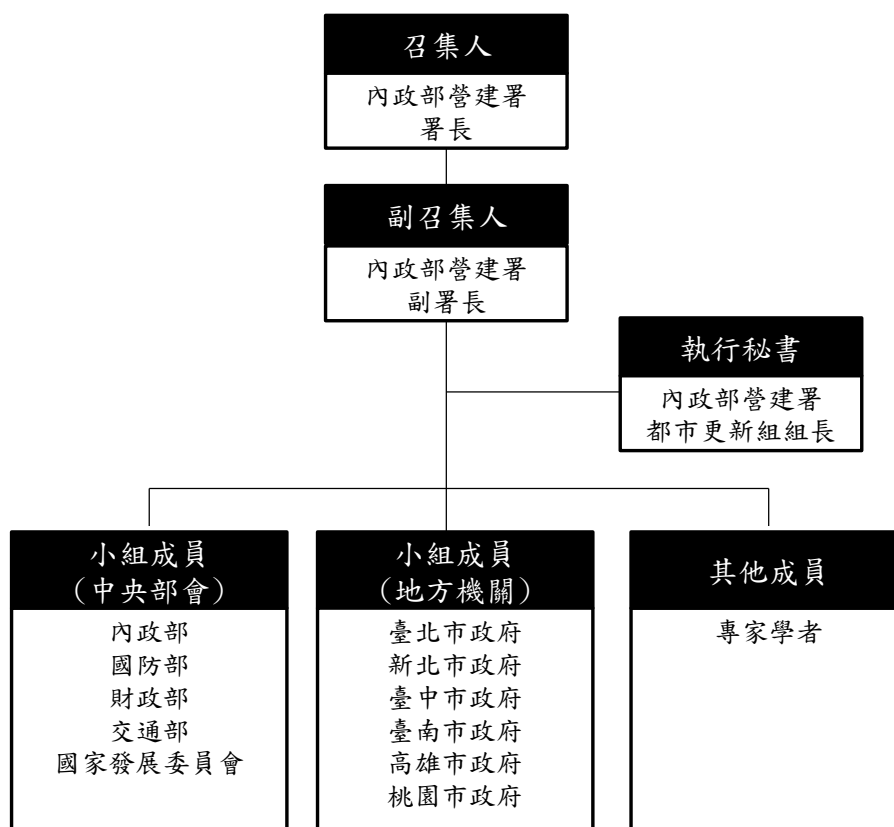 召集人
內政部營建署
署長
副召集人
內政部營建署
副署長
執行秘書
內政部營建署
都市更新組組長
小組成員
（中央部會）
內政部
國防部
財政部
交通部
國家發展委員會
小組成員
（地方機關）
臺北市政府
新北市政府
臺中市政府
臺南市政府
高雄市政府
桃園市政府
其他成員
專家學者